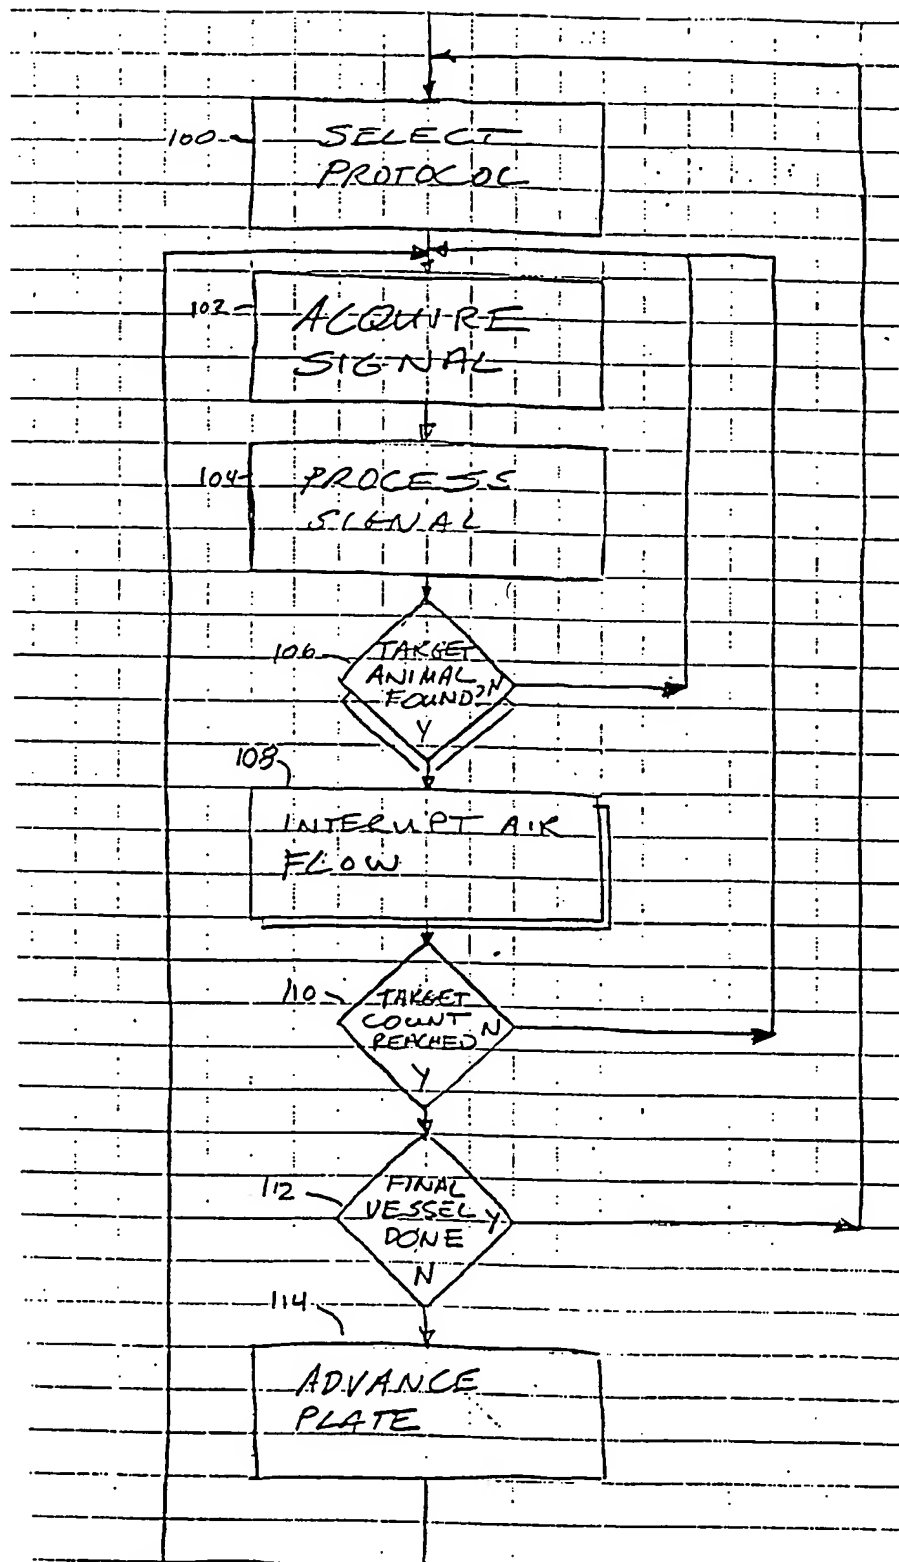 100
SELECT
PROTOCOL
102
ACQUIRE
SIGNAL
104
PROCESS
SIGNAL
106
TARGET
ANIMAL
FOUND? N
Y
108
INTERUPT AIR
FLOW
110
TARGET
COUNT N
REACHED
Y
112
FINAL
VESSEL Y
DONE
N
114
ADVANCE
PLATE